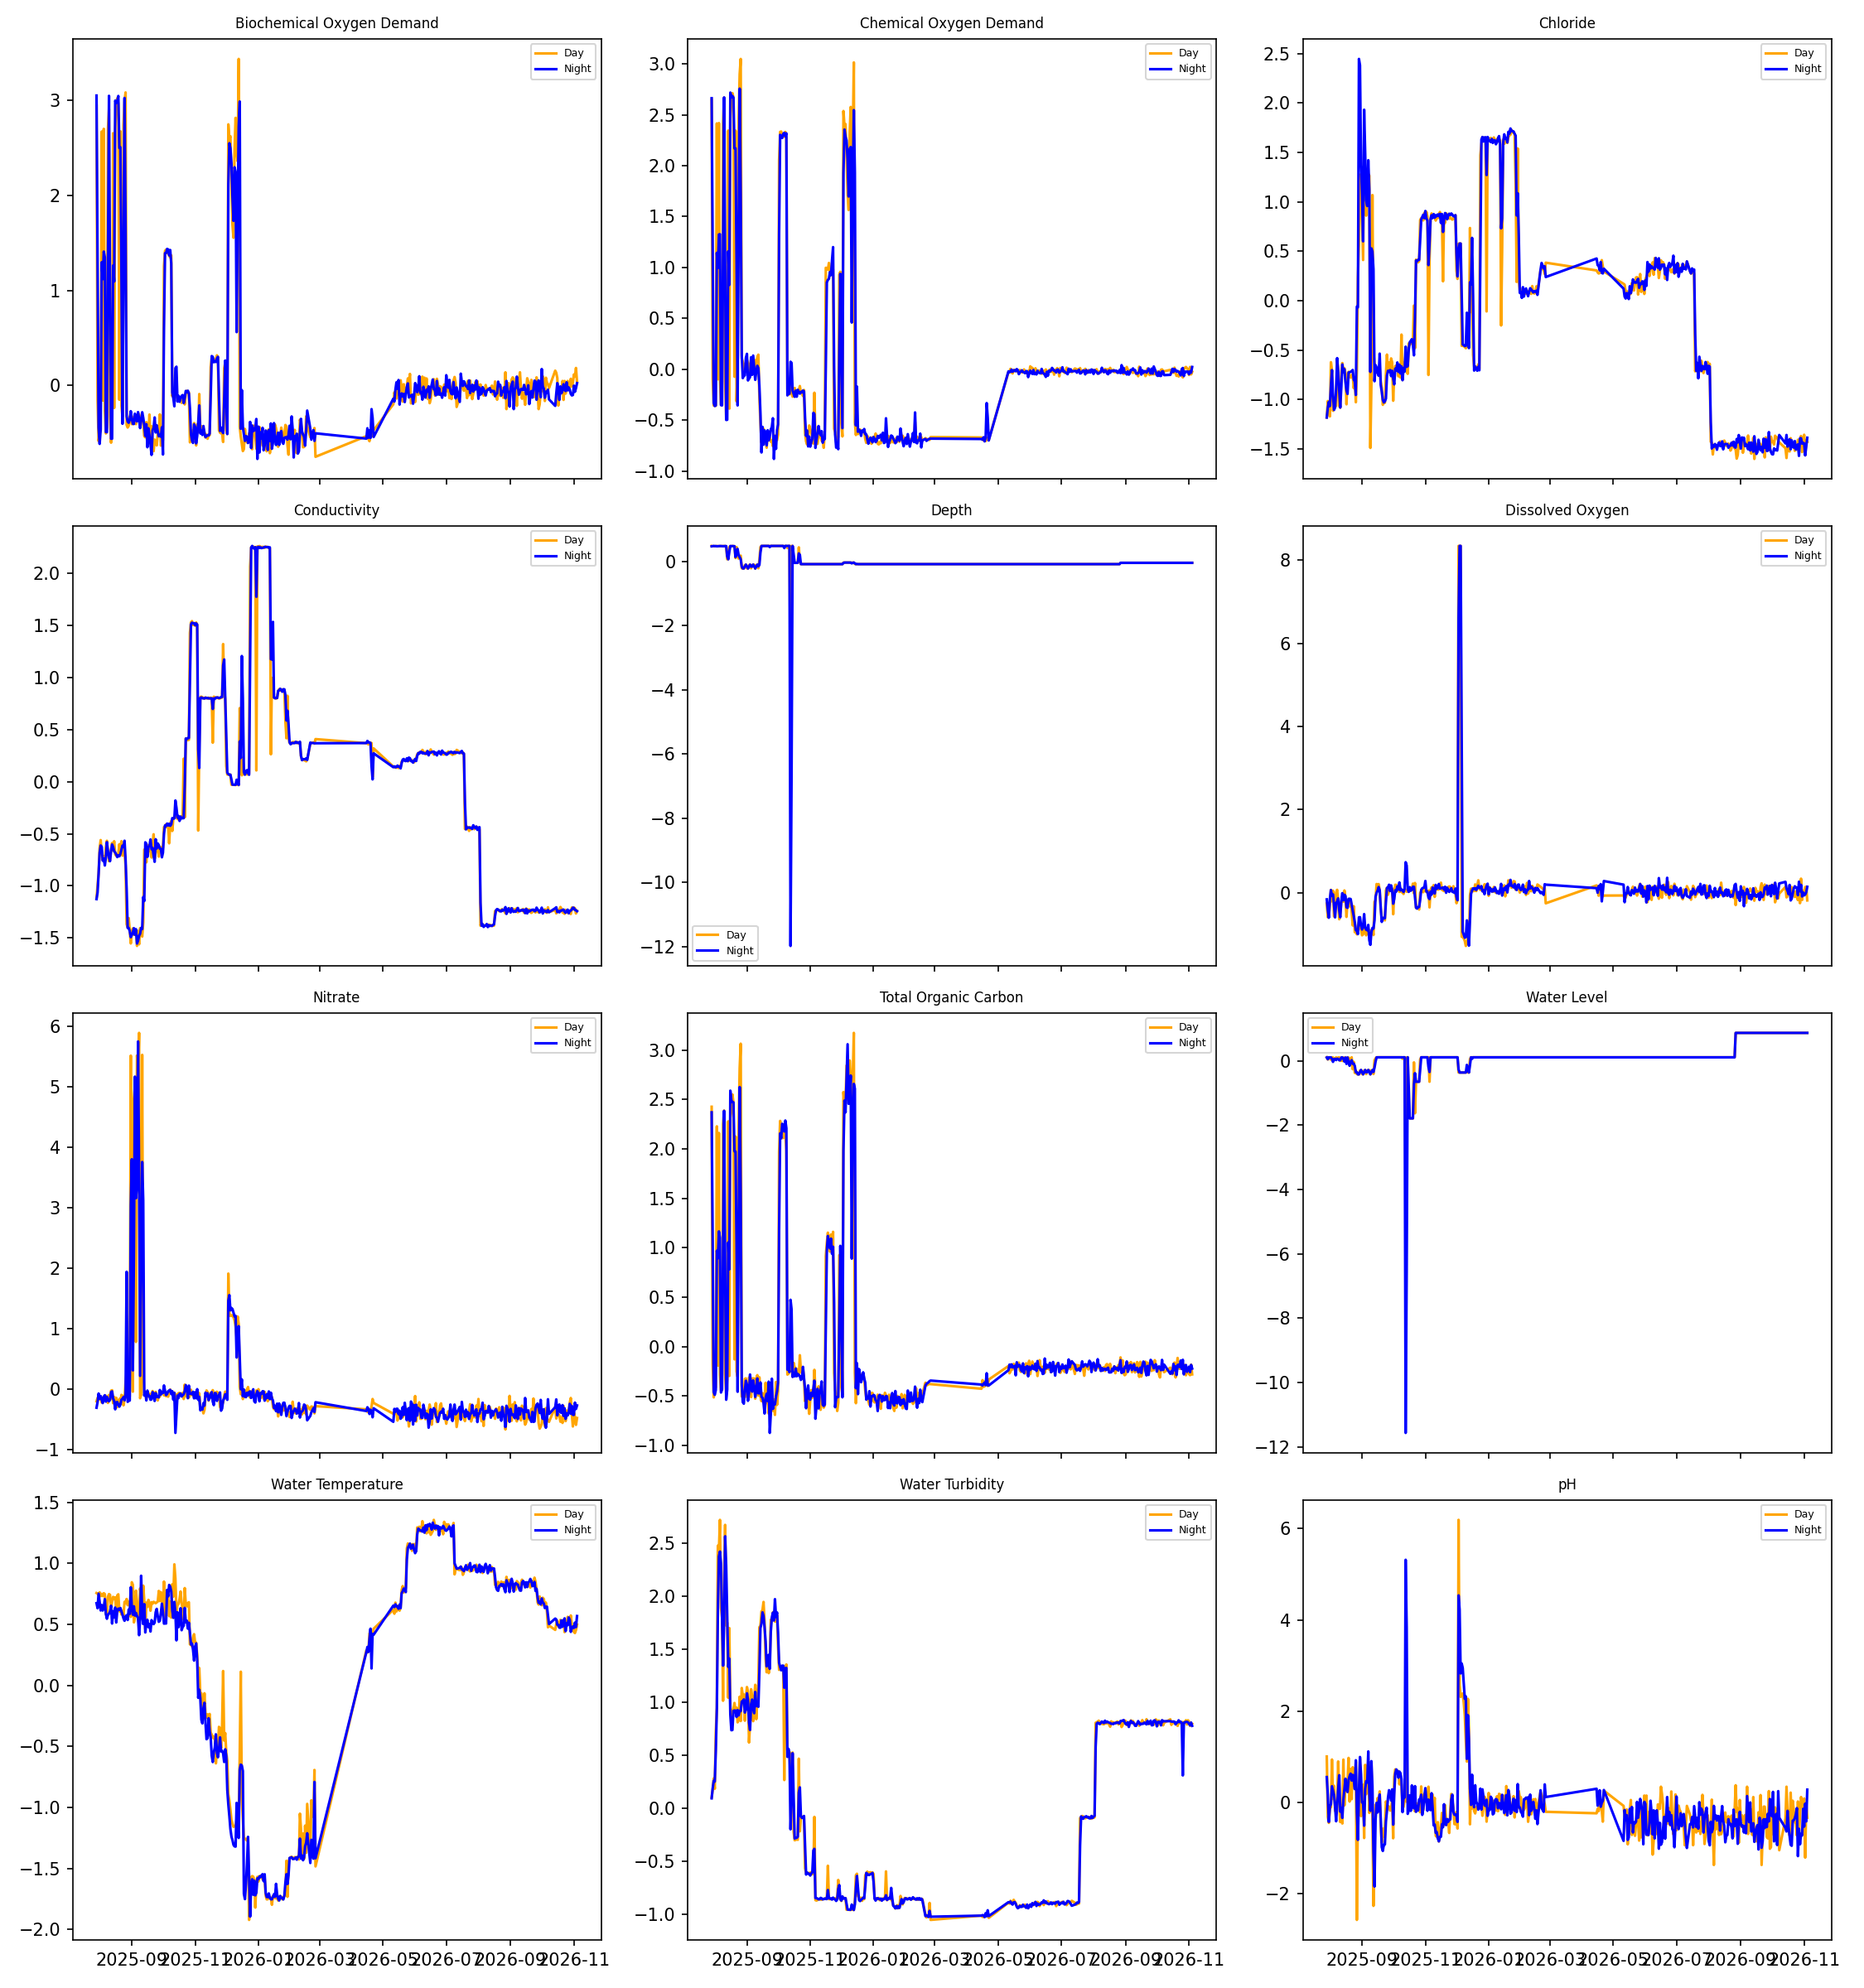 Biochemical Oxygen Demand
Day
Night
3
2
1
0
Chemical Oxygen Demand
Day
Night
3.0
2.5
2.0
1.5
1.0
0.5
0.0
−0.5
−1.0
Chloride
Day
Night
2.5
2.0
1.5
1.0
0.5
0.0
−0.5
−1.0
−1.5
Conductivity
Day
Night
2.0
1.5
1.0
0.5
0.0
−0.5
−1.0
−1.5
Depth
0
−2
−4
−6
−8
−10
−12
Day
Night
Dissolved Oxygen
Day
Night
8
6
4
2
0
Nitrate
Day
Night
6
5
4
3
2
1
0
−1
Total Organic Carbon
Day
Night
3.0
2.5
2.0
1.5
1.0
0.5
0.0
−0.5
−1.0
Water Level
Day
Night
0
−2
−4
−6
−8
−10
−12
Water Temperature
Day
Night
1.5
1.0
0.5
0.0
−0.5
−1.0
−1.5
−2.0
2025-09 2025-11 2026-01 2026-03 2026-05 2026-07 2026-09 2026-11
Water Turbidity
Day
Night
2.5
2.0
1.5
1.0
0.5
0.0
−0.5
−1.0
2025-09 2025-11 2026-01 2026-03 2026-05 2026-07 2026-09 2026-11
pH
Day
Night
6
4
2
0
−2
2025-09 2025-11 2026-01 2026-03 2026-05 2026-07 2026-09 2026-11